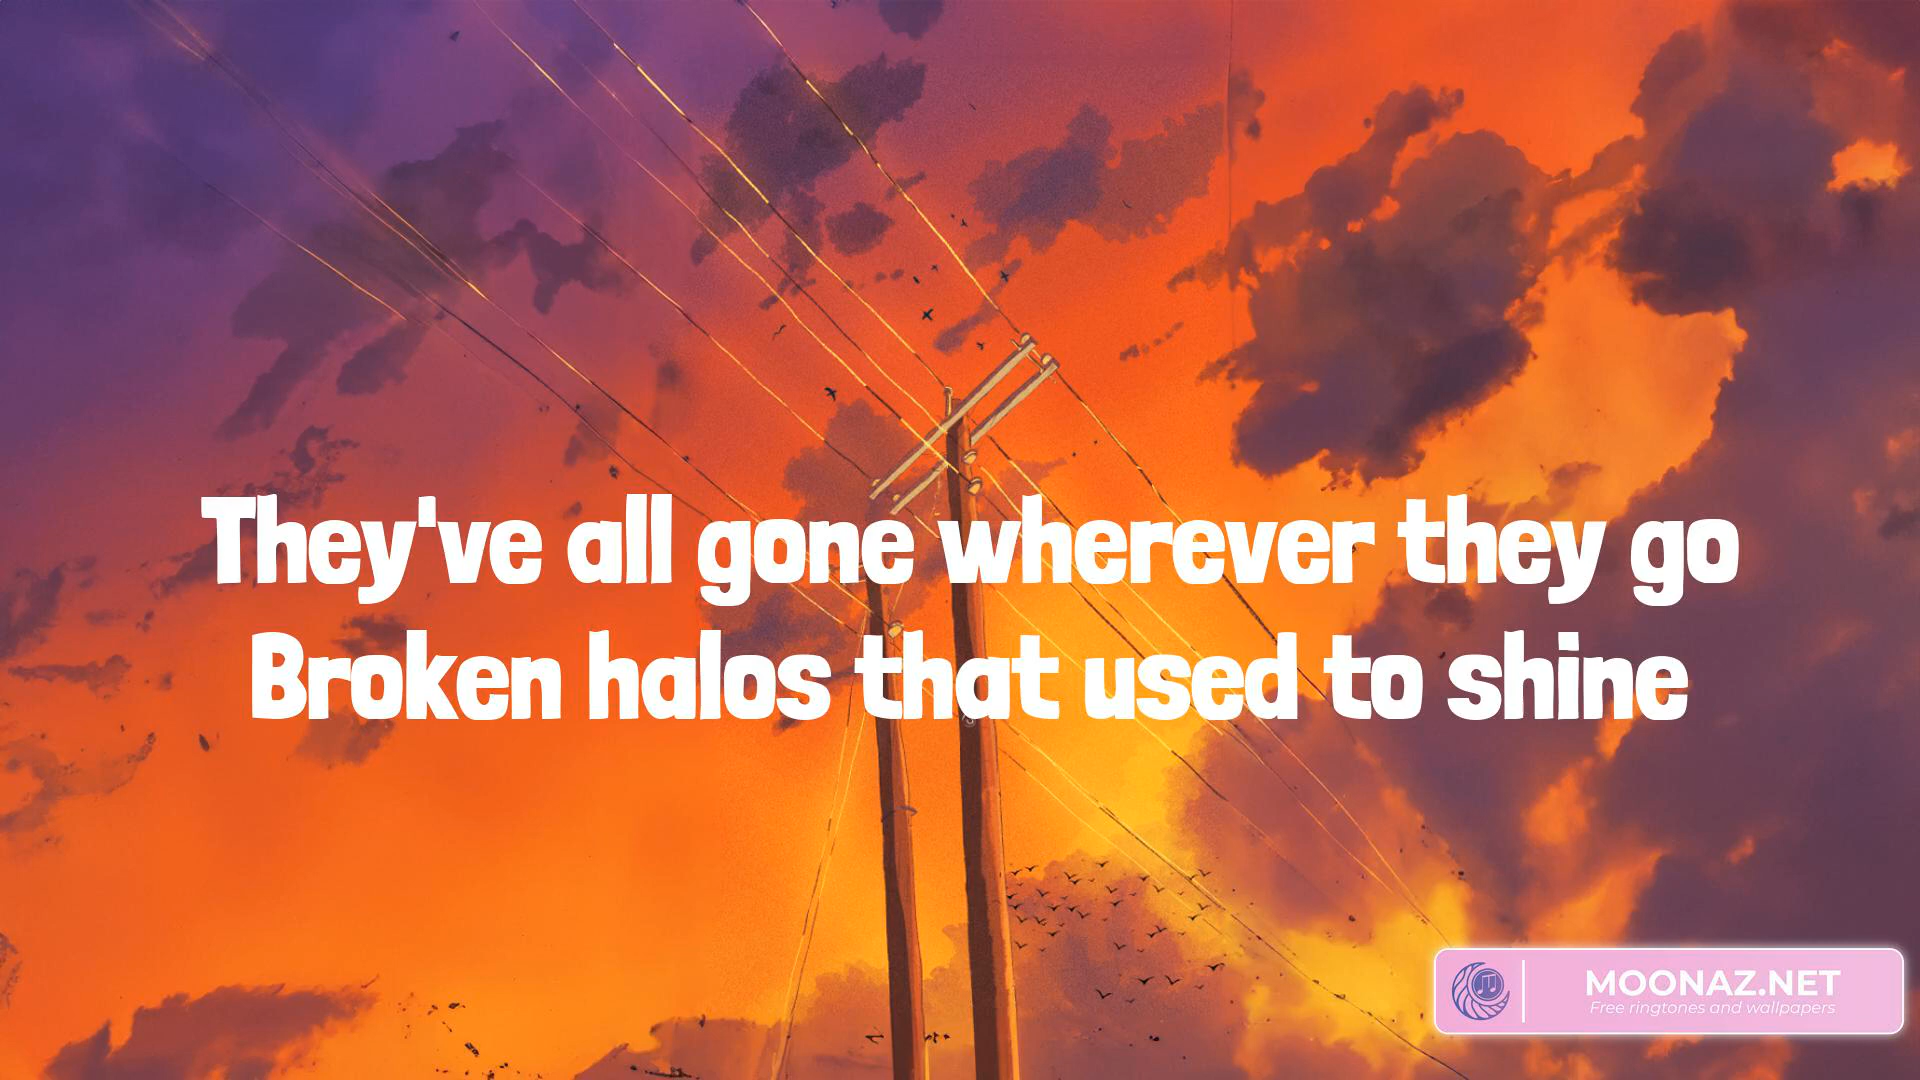 They've all gone wherever they go
Broken halos that used to shine
MOONAZ.NET
Free ringtones and wallpapers